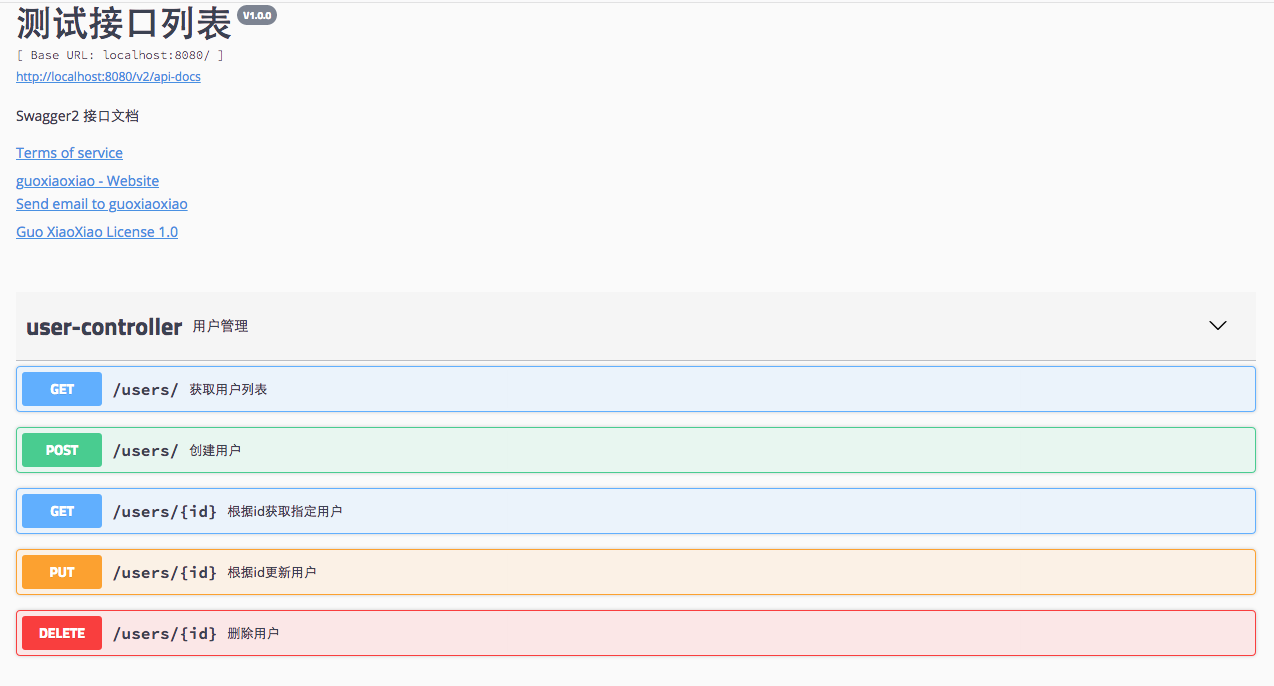 测试接口列表 V1.0.0
[ Base URL: localhost:8080/ ]
http://localhost:8080/v2/api-docs
Swagger2 接口文档
Terms of service
guoxiaoxiao - Website
Send email to guoxiaoxiao
Guo XiaoXiao License 1.0
user-controller 用户管理
GET /users/ 获取用户列表
POST /users/ 创建用户
GET /users/{id} 根据id获取指定用户
PUT /users/{id} 根据id更新用户
DELETE /users/{id} 删除用户